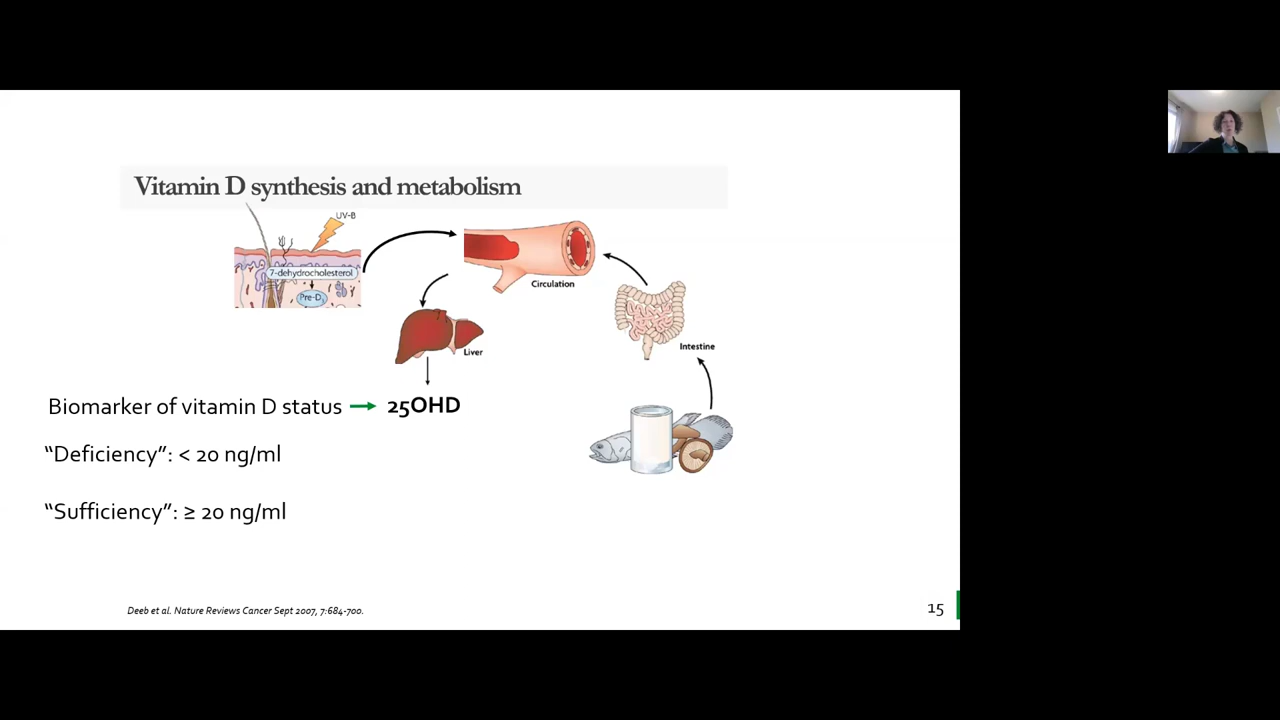 Vitamin D synthesis and metabolism
UV-B
7-dehydrocholesterol
Pre-D₃
Circulation
Liver
Intestine
Biomarker of vitamin D status
25OHD
“Deficiency”: < 20 ng/ml
“Sufficiency”: ≥ 20 ng/ml
Deeb et al. Nature Reviews Cancer Sept 2007, 7:684-700.
15